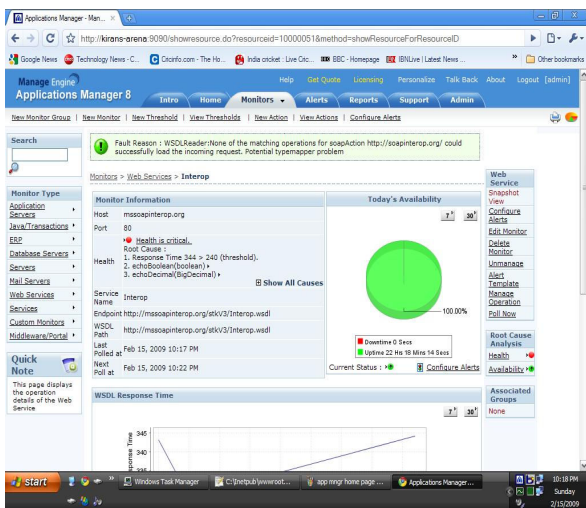 Applications Manager - Man...
http://kirans-arena:9090/showresource.do?resourceid=10000051&method=showResourceForResourceID
Google News
Technology News - C...
Cricinfo.com - The Ho...
India cricket : Live Cric...
BBC - Homepage
IBNLive | Latest News ...
»
Other bookmarks
Manage Engine
Applications Manager 8
Help
Get Quote
Licensing
Personalize
Talk Back
About
Logout [admin]
Intro
Home
Monitors
Alerts
Reports
Support
Admin
New Monitor Group | New Monitor | New Threshold | View Thresholds | New Action | View Actions | Configure Alerts
Search
Fault Reason : WSDLReader:None of the matching operations for soapAction http://soapinterop.org/ could
successfully load the incoming request. Potential typemapper problem
Monitors > Web Services > Interop
Monitor Type
Application
Servers
Java/Transactions
ERP
Database Servers
Servers
Mail Servers
Web Services
Services
Custom Monitors
Middleware/Portal
Quick
Note
This page displays
the operation
details of the Web
Service
Monitor Information
Host mssoapinterop.org
Port 80
Health
Health is critical.
Root Cause :
1. Response Time 344 > 240 (threshold).
2. echoBoolean(boolean)
3. echoDecimal(BigDecimal)
Show All Causes
Service
Name Interop
Endpoint http://mssoapinterop.org/stkV3/Interop.wsdl
WSDL
Path http://mssoapinterop.org/stkV3/Interop.wsdl
Last
Polled at Feb 15, 2009 10:17 PM
Next
Poll at Feb 15, 2009 10:22 PM
Today's Availability
7
30
100.00%
Downtime 0 Secs
Uptime 22 Hrs 18 Mins 14 Secs
Current Status :
Configure Alerts
Web
Service
Snapshot
View
Configure
Alerts
Edit Monitor
Delete
Monitor
Unmanage
Alert
Template
Manage
Operation
Poll Now
Root Cause
Analysis
Health
Availability
Associated
Groups
None
WSDL Response Time
7
30
345
340
335
start
»
Windows Task Manager
C:\Inetpub\wwwroot...
app mngr home page ...
Applications Manager...
10:18 PM
Sunday
2/15/2009